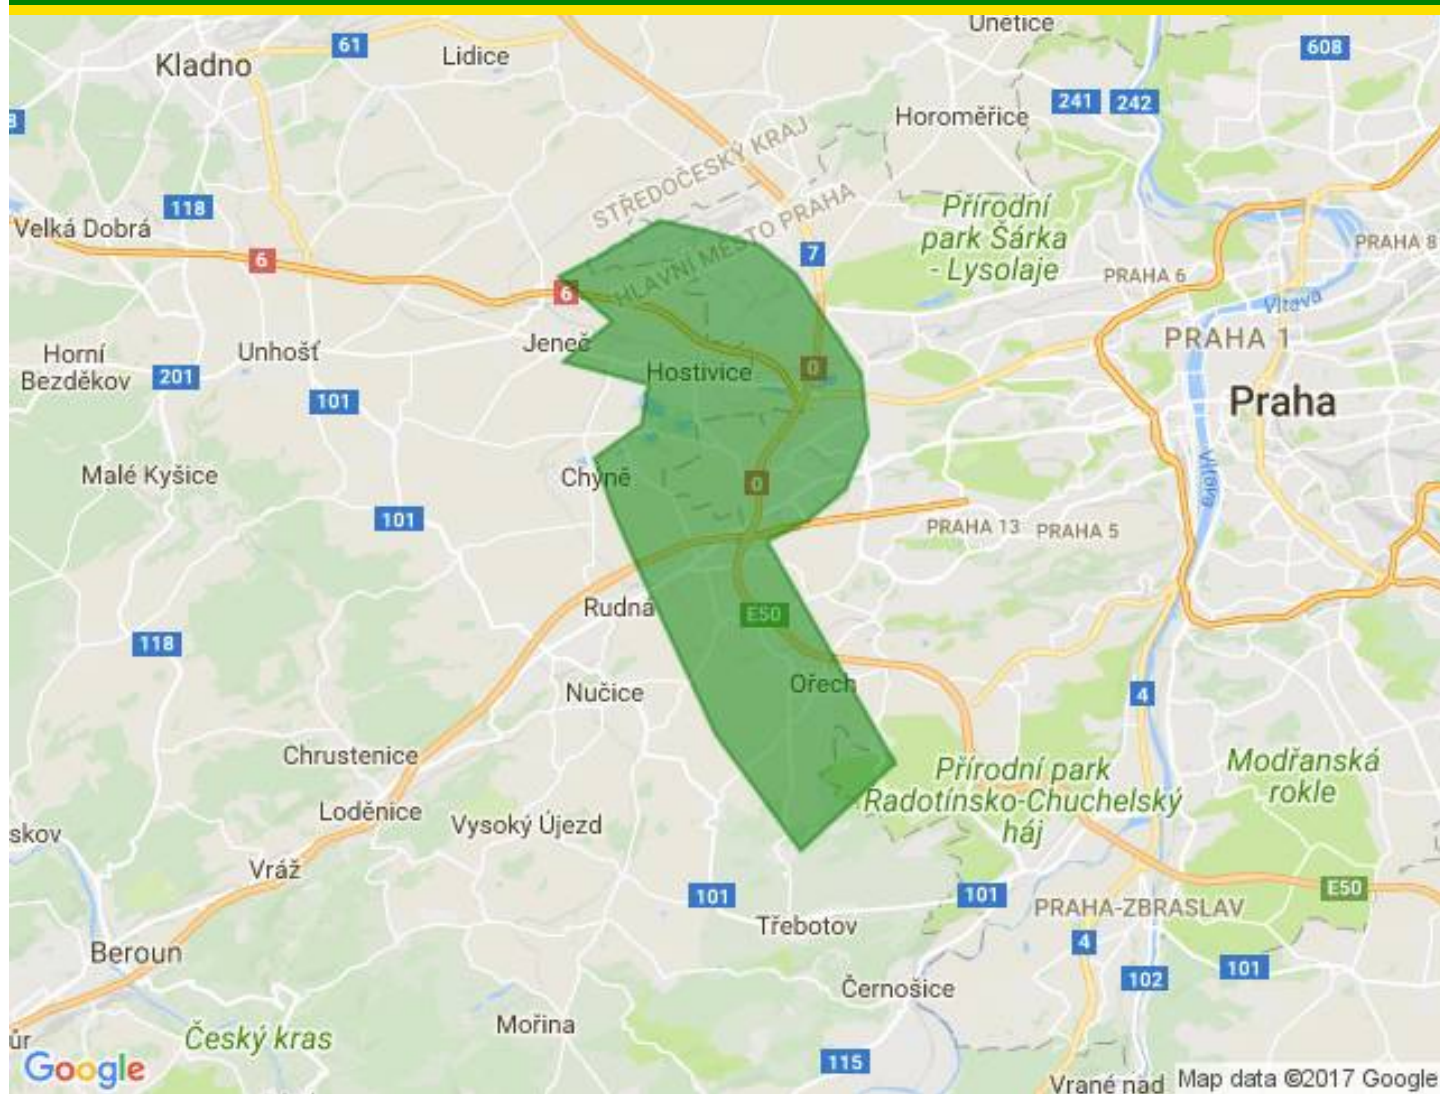 Únětice
61
Lidice
608
Kladno
241
242
Horoměřice
STŘEDOČESKÝ KRAJ
118
HLAVNÍ MĚSTO PRAHA
Přírodní
park Šárka
- Lysolaje
Velká Dobrá
6
7
PRAHA 8
PRAHA 6
6
Vltava
PRAHA 1
Jeneč
Horní
Bezděkov
Unhošť
201
Hostivice
0
101
Praha
Malé Kyšice
Chýně
0
Vltava
101
PRAHA 13
PRAHA 5
Rudná
E50
118
Nučice
Ořech
4
Chrustenice
Přírodní park
Radotínsko-Chuchelský
háj
Modřanská
rokle
Loděnice
Vysoký Újezd
skov
Vráž
101
101
E50
Třebotov
PRAHA-ZBRASLAV
4
Beroun
102
101
Černošice
Mořina
Český kras
ůr
115
Google
Vrané nad
Map data ©2017 Google